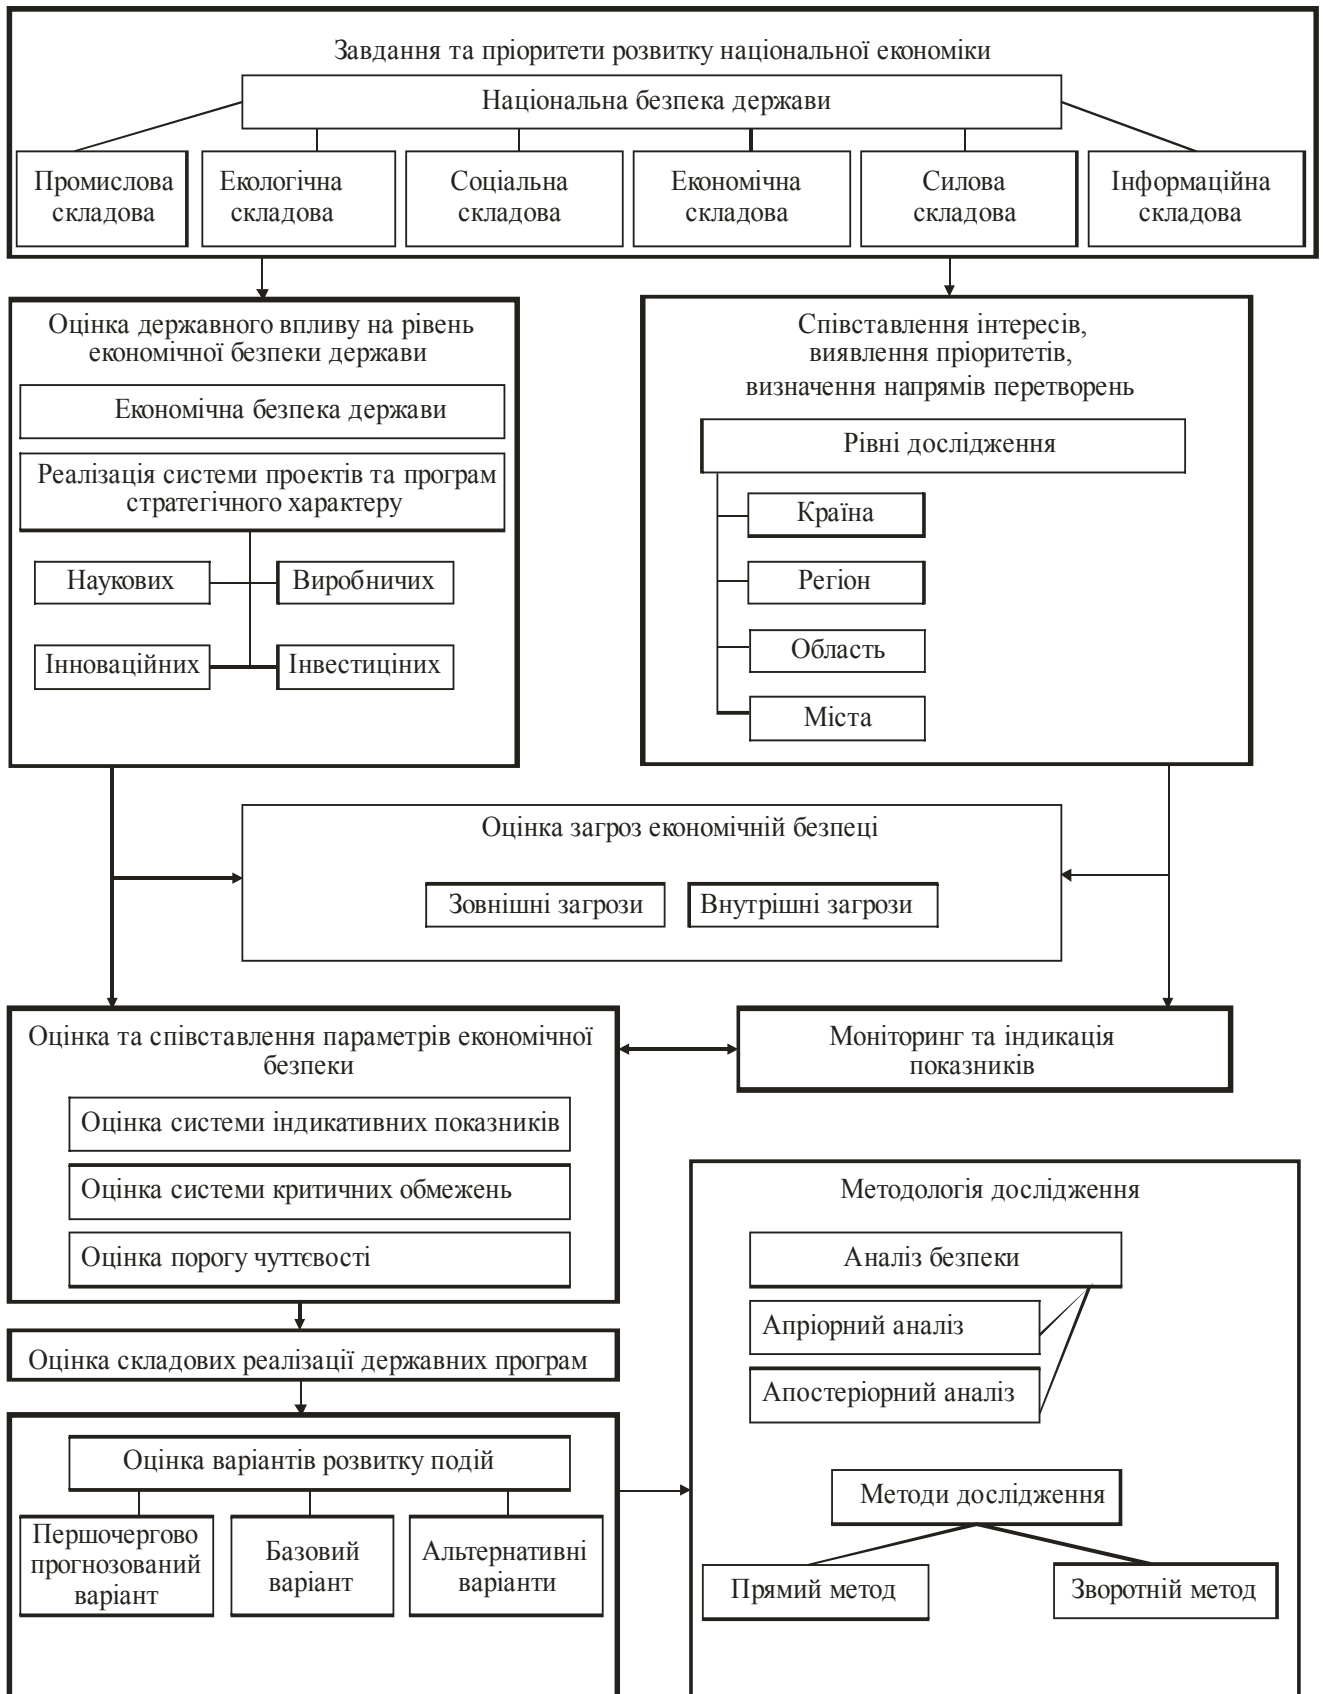 Завдання та пріоритети розвитку національної економіки
Національна безпека держави
Промислова
складова
Екологічна
складова
Соціальна
складова
Економічна
складова
Силова
складова
Інформаційна
складова
Оцінка державного впливу на рівень
економічної безпеки держави
Економічна безпека держави
Реалізація системи проектів та програм
стратегічного характеру
Наукових
Виробничих
Інноваційних
Інвестиціних
Співставлення інтересів,
виявлення пріоритетів,
визначення напрямів перетворень
Рівні дослідження
Країна
Регіон
Область
Міста
Оцінка загроз економічній безпеці
Зовнішні загрози
Внутрішні загрози
Оцінка та співставлення параметрів економічної
безпеки
Оцінка системи індикативних показників
Оцінка системи критичних обмежень
Оцінка порогу чуттєвості
Моніторинг та індикація
показників
Оцінка складових реалізації державних програм
Оцінка варіантів розвитку подій
Першочергово
прогнозований
варіант
Базовий
варіант
Альтернативні
варіанти
Методологія дослідження
Аналіз безпеки
Апріорний аналіз
Апостеріорний аналіз
Методи дослідження
Прямий метод
Зворотній метод